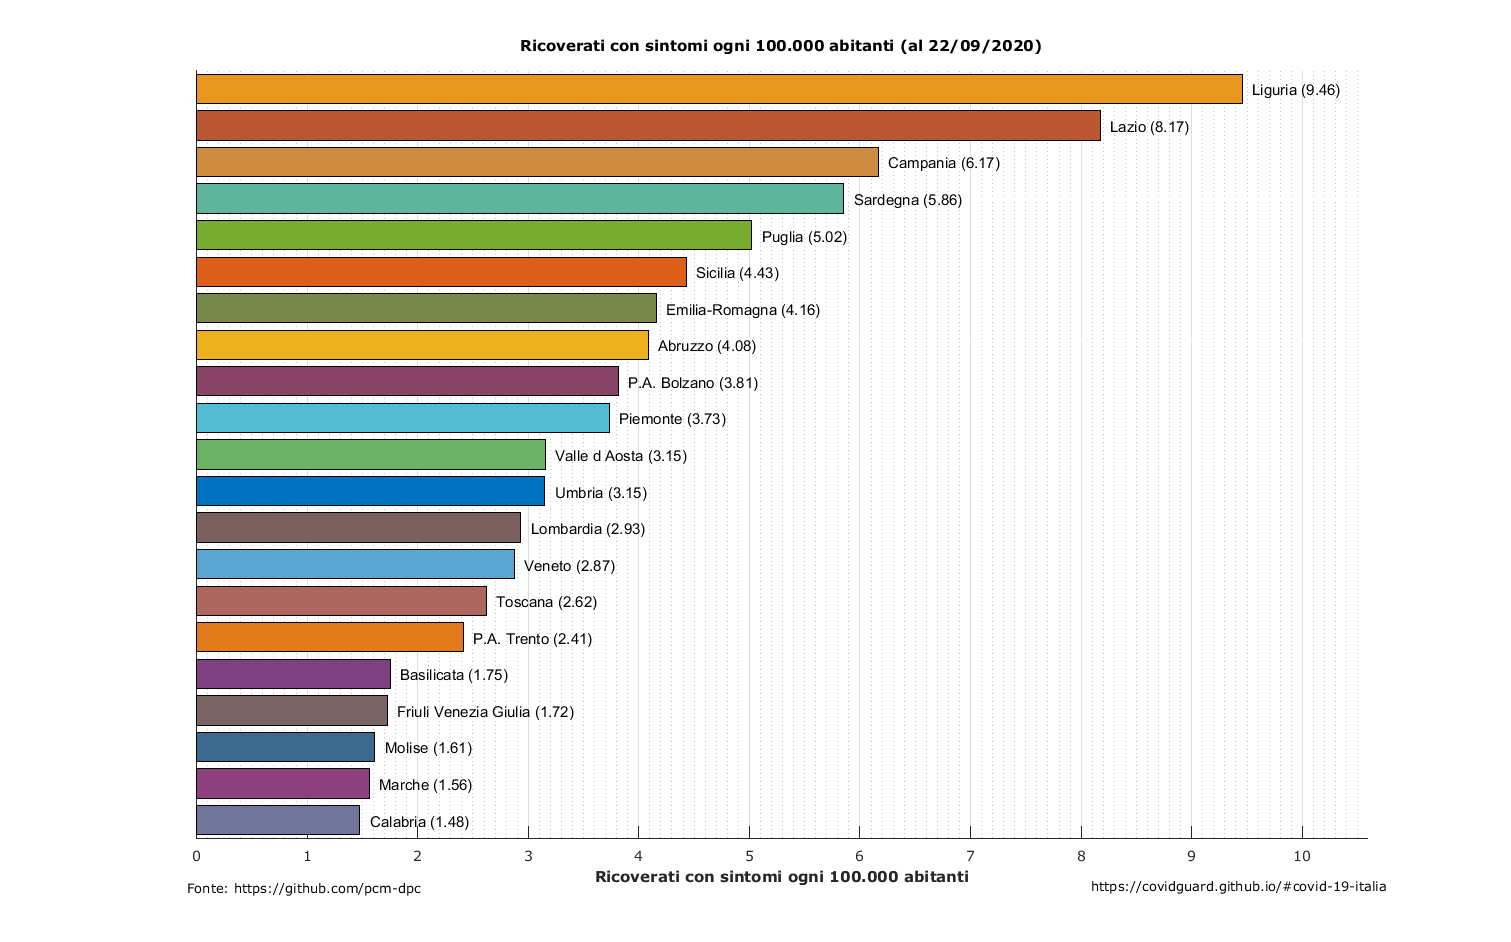 Ricoverati con sintomi ogni 100.000 abitanti (al 22/09/2020)
Liguria (9.46)
Lazio (8.17)
Campania (6.17)
Sardegna (5.86)
Puglia (5.02)
Sicilia (4.43)
Emilia-Romagna (4.16)
Abruzzo (4.08)
P.A. Bolzano (3.81)
Piemonte (3.73)
Valle d Aosta (3.15)
Umbria (3.15)
Lombardia (2.93)
Veneto (2.87)
Toscana (2.62)
P.A. Trento (2.41)
Basilicata (1.75)
Friuli Venezia Giulia (1.72)
Molise (1.61)
Marche (1.56)
Calabria (1.48)
0 1 2 3 4 5 6 7 8 9 10
Ricoverati con sintomi ogni 100.000 abitanti
Fonte: https://github.com/pcm-dpc
https://covidguard.github.io/#covid-19-italia